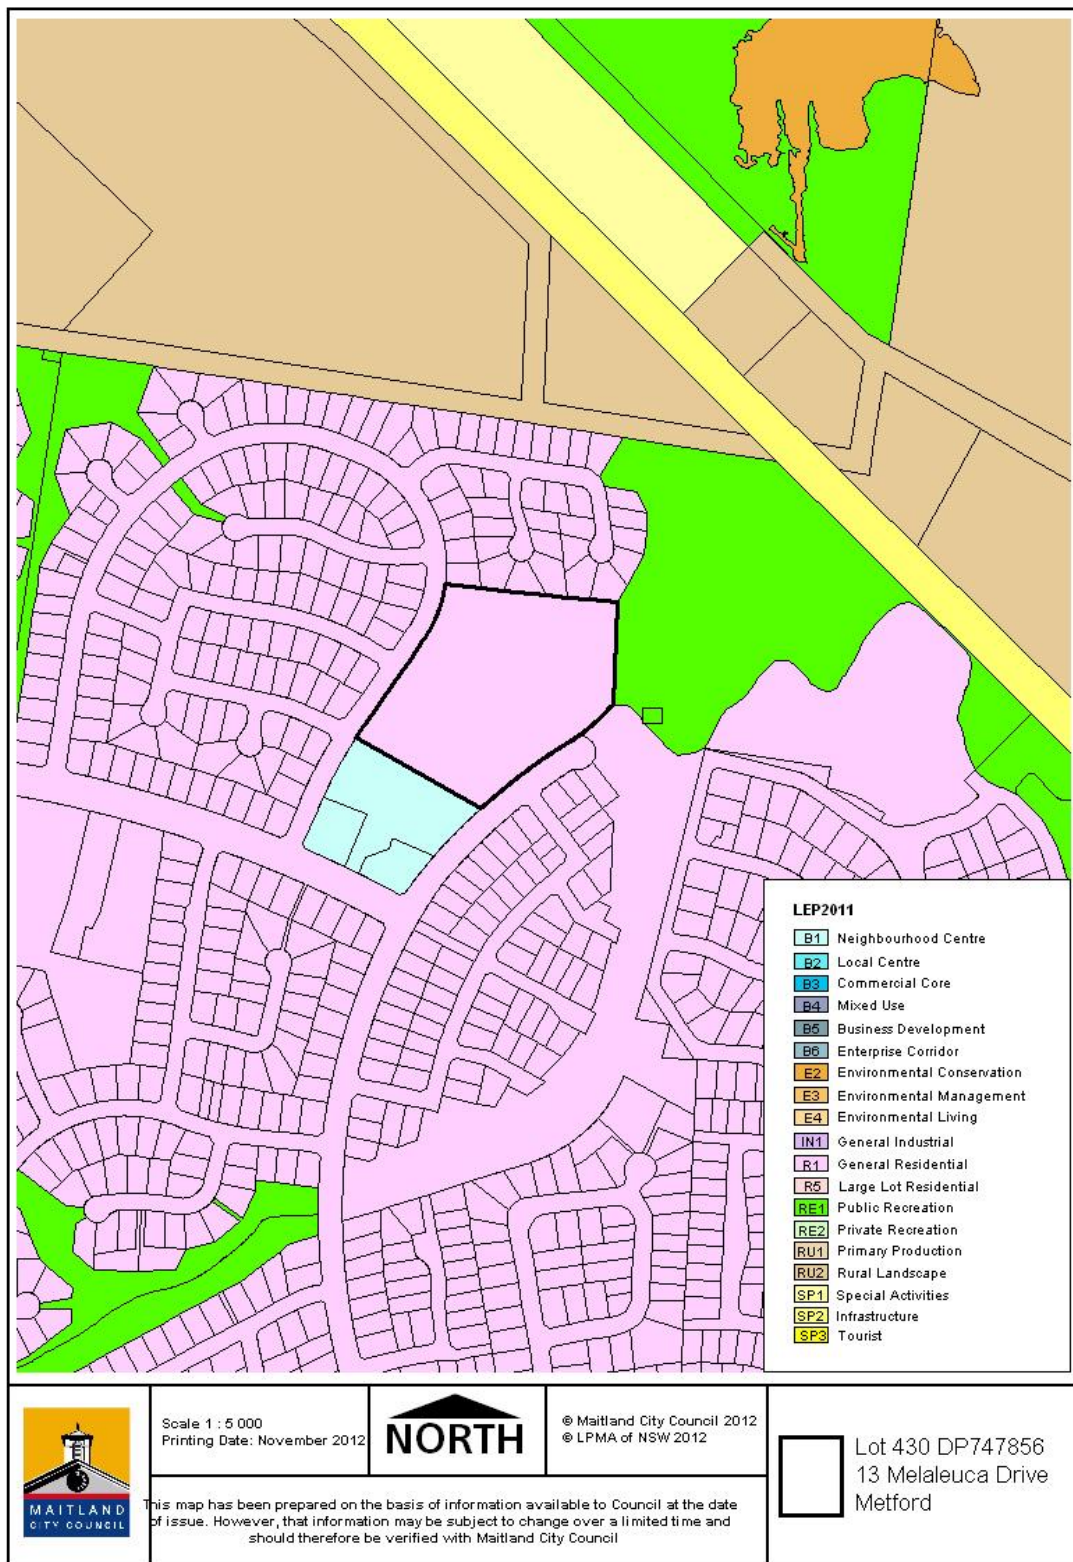 LEP2011
B1 Neighbourhood Centre
B2 Local Centre
B3 Commercial Core
B4 Mixed Use
B5 Business Development
B6 Enterprise Corridor
E2 Environmental Conservation
E3 Environmental Management
E4 Environmental Living
IN1 General Industrial
R1 General Residential
R5 Large Lot Residential
RE1 Public Recreation
RE2 Private Recreation
RU1 Primary Production
RU2 Rural Landscape
SP1 Special Activities
SP2 Infrastructure
SP3 Tourist
MAITLAND
CITY COUNCIL
Scale 1 : 5 000
Printing Date: November 2012
NORTH
© Maitland City Council 2012
© LPMA of NSW 2012
This map has been prepared on the basis of information available to Council at the date
of issue. However, that information may be subject to change over a limited time and
should therefore be verified with Maitland City Council
Lot 430 DP747856
13 Melaleuca Drive
Metford